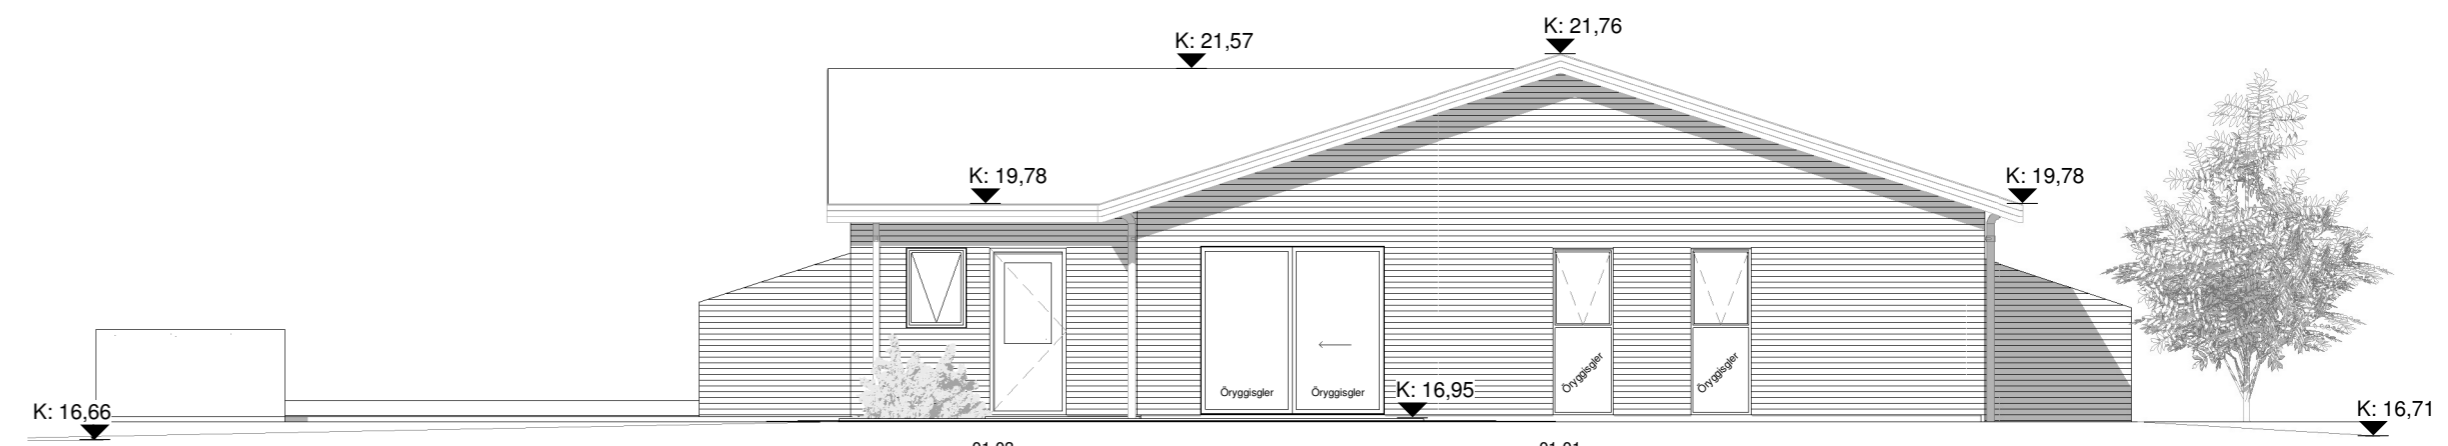 K: 21,76
K: 21,57
K: 19,78
K: 19,78
Öryggisgler
Öryggisgler
Öryggisgler
Öryggisgler
K: 16,95
K: 16,66
K: 16,71